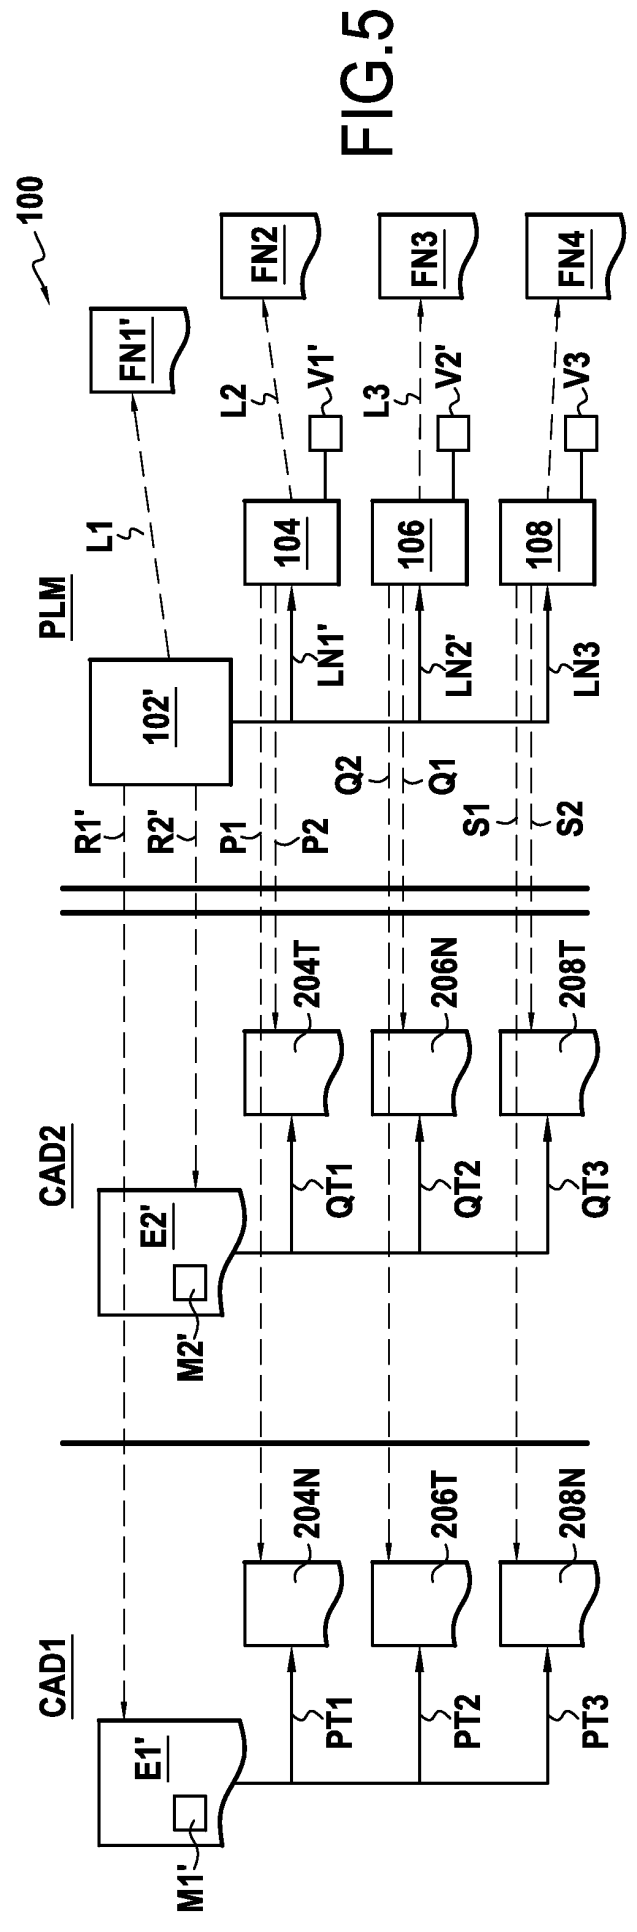 CAD1
CAD2
PLM
100
E1'
M1'
E2'
M2'
R1'
R2'
102'
L1
FN1'
PT1
204N
QT1
204T
P1
P2
LN1'
104
L2
V1'
FN2
PT2
206T
QT2
206N
Q2
Q1
LN2'
106
L3
V2'
FN3
PT3
208N
QT3
208T
S1
S2
LN3
108
V3
FN4
FIG.5